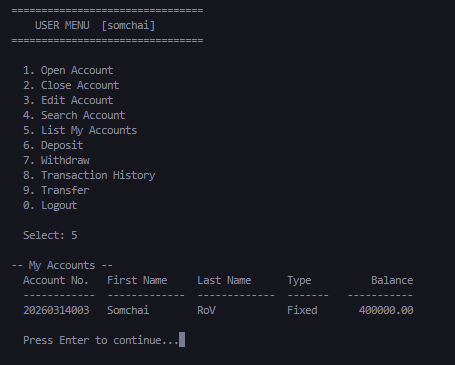 ================================
USER MENU  [somchai]
================================
1. Open Account
2. Close Account
3. Edit Account
4. Search Account
5. List My Accounts
6. Deposit
7. Withdraw
8. Transaction History
9. Transfer
0. Logout
Select: 5
-- My Accounts --
Account No.  First Name  Last Name  Type  Balance
------------  -------------  -------------  -------  -----------
20260314003  Somchai  RoV  Fixed  400000.00
Press Enter to continue...